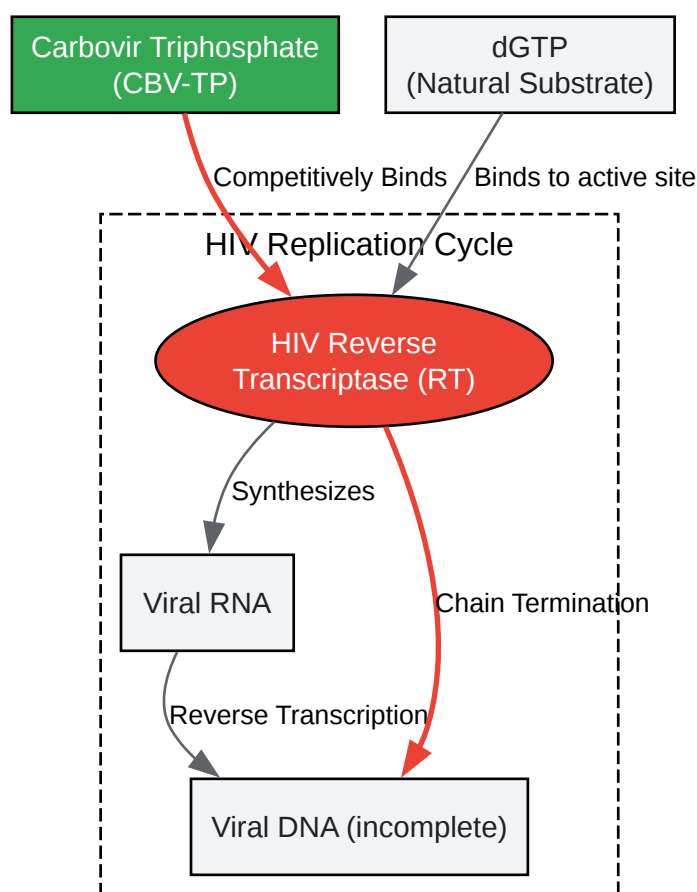 Carbovir Triphosphate
(CBV-TP)
dGTP
(Natural Substrate)
Competitively Binds
Binds to active site
HIV Replication Cycle
HIV Reverse
Transcriptase (RT)
Synthesizes
Viral RNA
Chain Termination
Reverse Transcription
Viral DNA (incomplete)